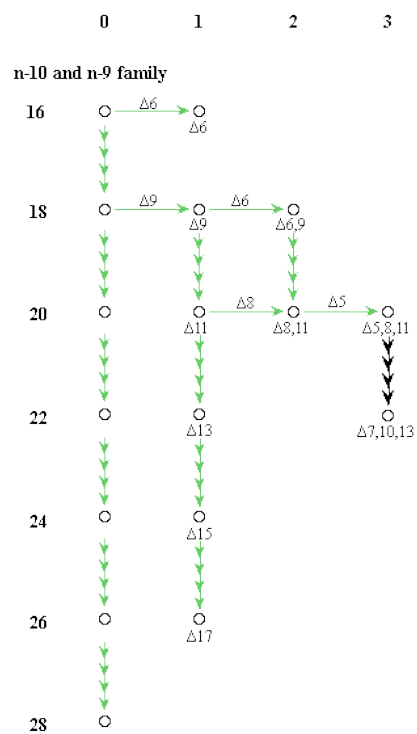 0 1 2 3
n-10 and n-9 family
16 Δ6
Δ6
18 Δ9 Δ6
Δ9 Δ6,9
20 Δ8 Δ5
Δ11 Δ8,11 Δ5,8,11
22
Δ13 Δ7,10,13
24
Δ15
26
Δ17
28